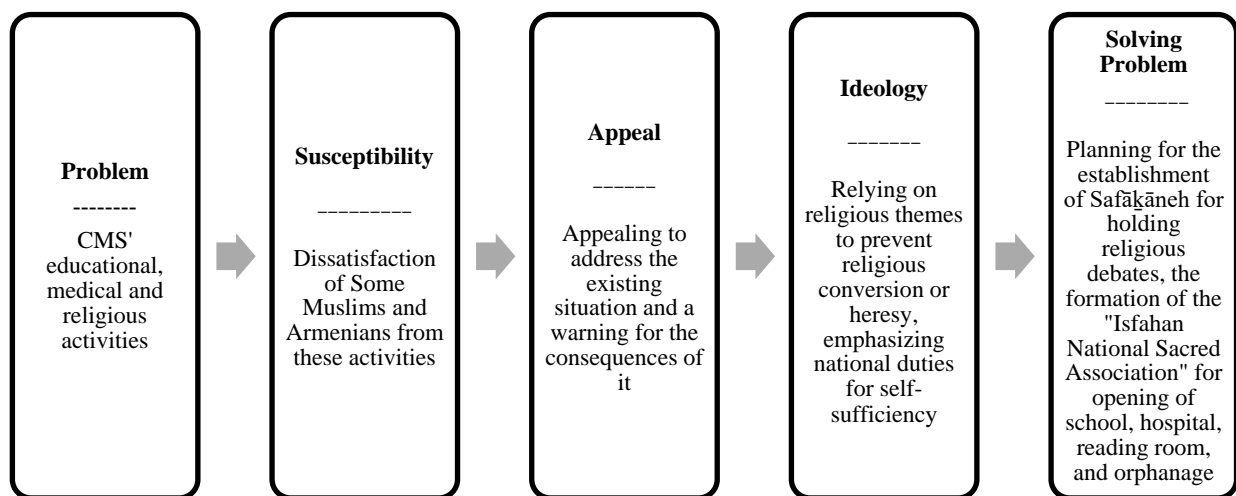 Problem
--------
CMS'
educational,
medical and
religious
activities
Susceptibility
_________
Dissatisfaction
of Some
Muslims and
Armenians from
these activities
Appeal
______
Appealing to
address the
existing
situation and a
warning for the
consequences of
it
Ideology
_______
Relying on
religious themes
to prevent
religious
conversion or
heresy,
emphasizing
national duties
for self-
sufficiency
Solving
Problem
________
Planning for the
establishment
of Safāḵāneh for
holding
religious
debates, the
formation of the
"Isfahan
National Sacred
Association" for
opening of
school, hospital,
reading room,
and orphanage